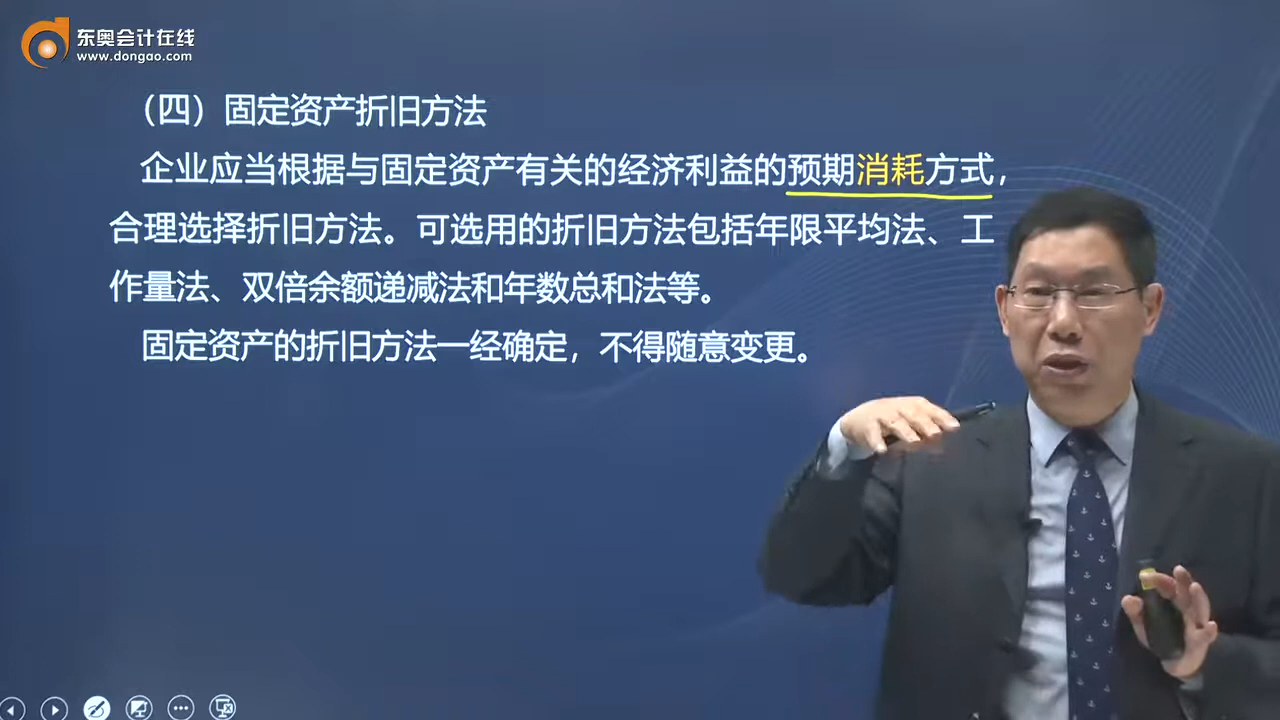 东奥会计在线
www.dongao.com
（四）固定资产折旧方法
企业应当根据与固定资产有关的经济利益的预期消耗方式，
合理选择折旧方法。可选用的折旧方法包括年限平均法、工
作量法、双倍余额递减法和年数总和法等。
固定资产的折旧方法一经确定，不得随意变更。